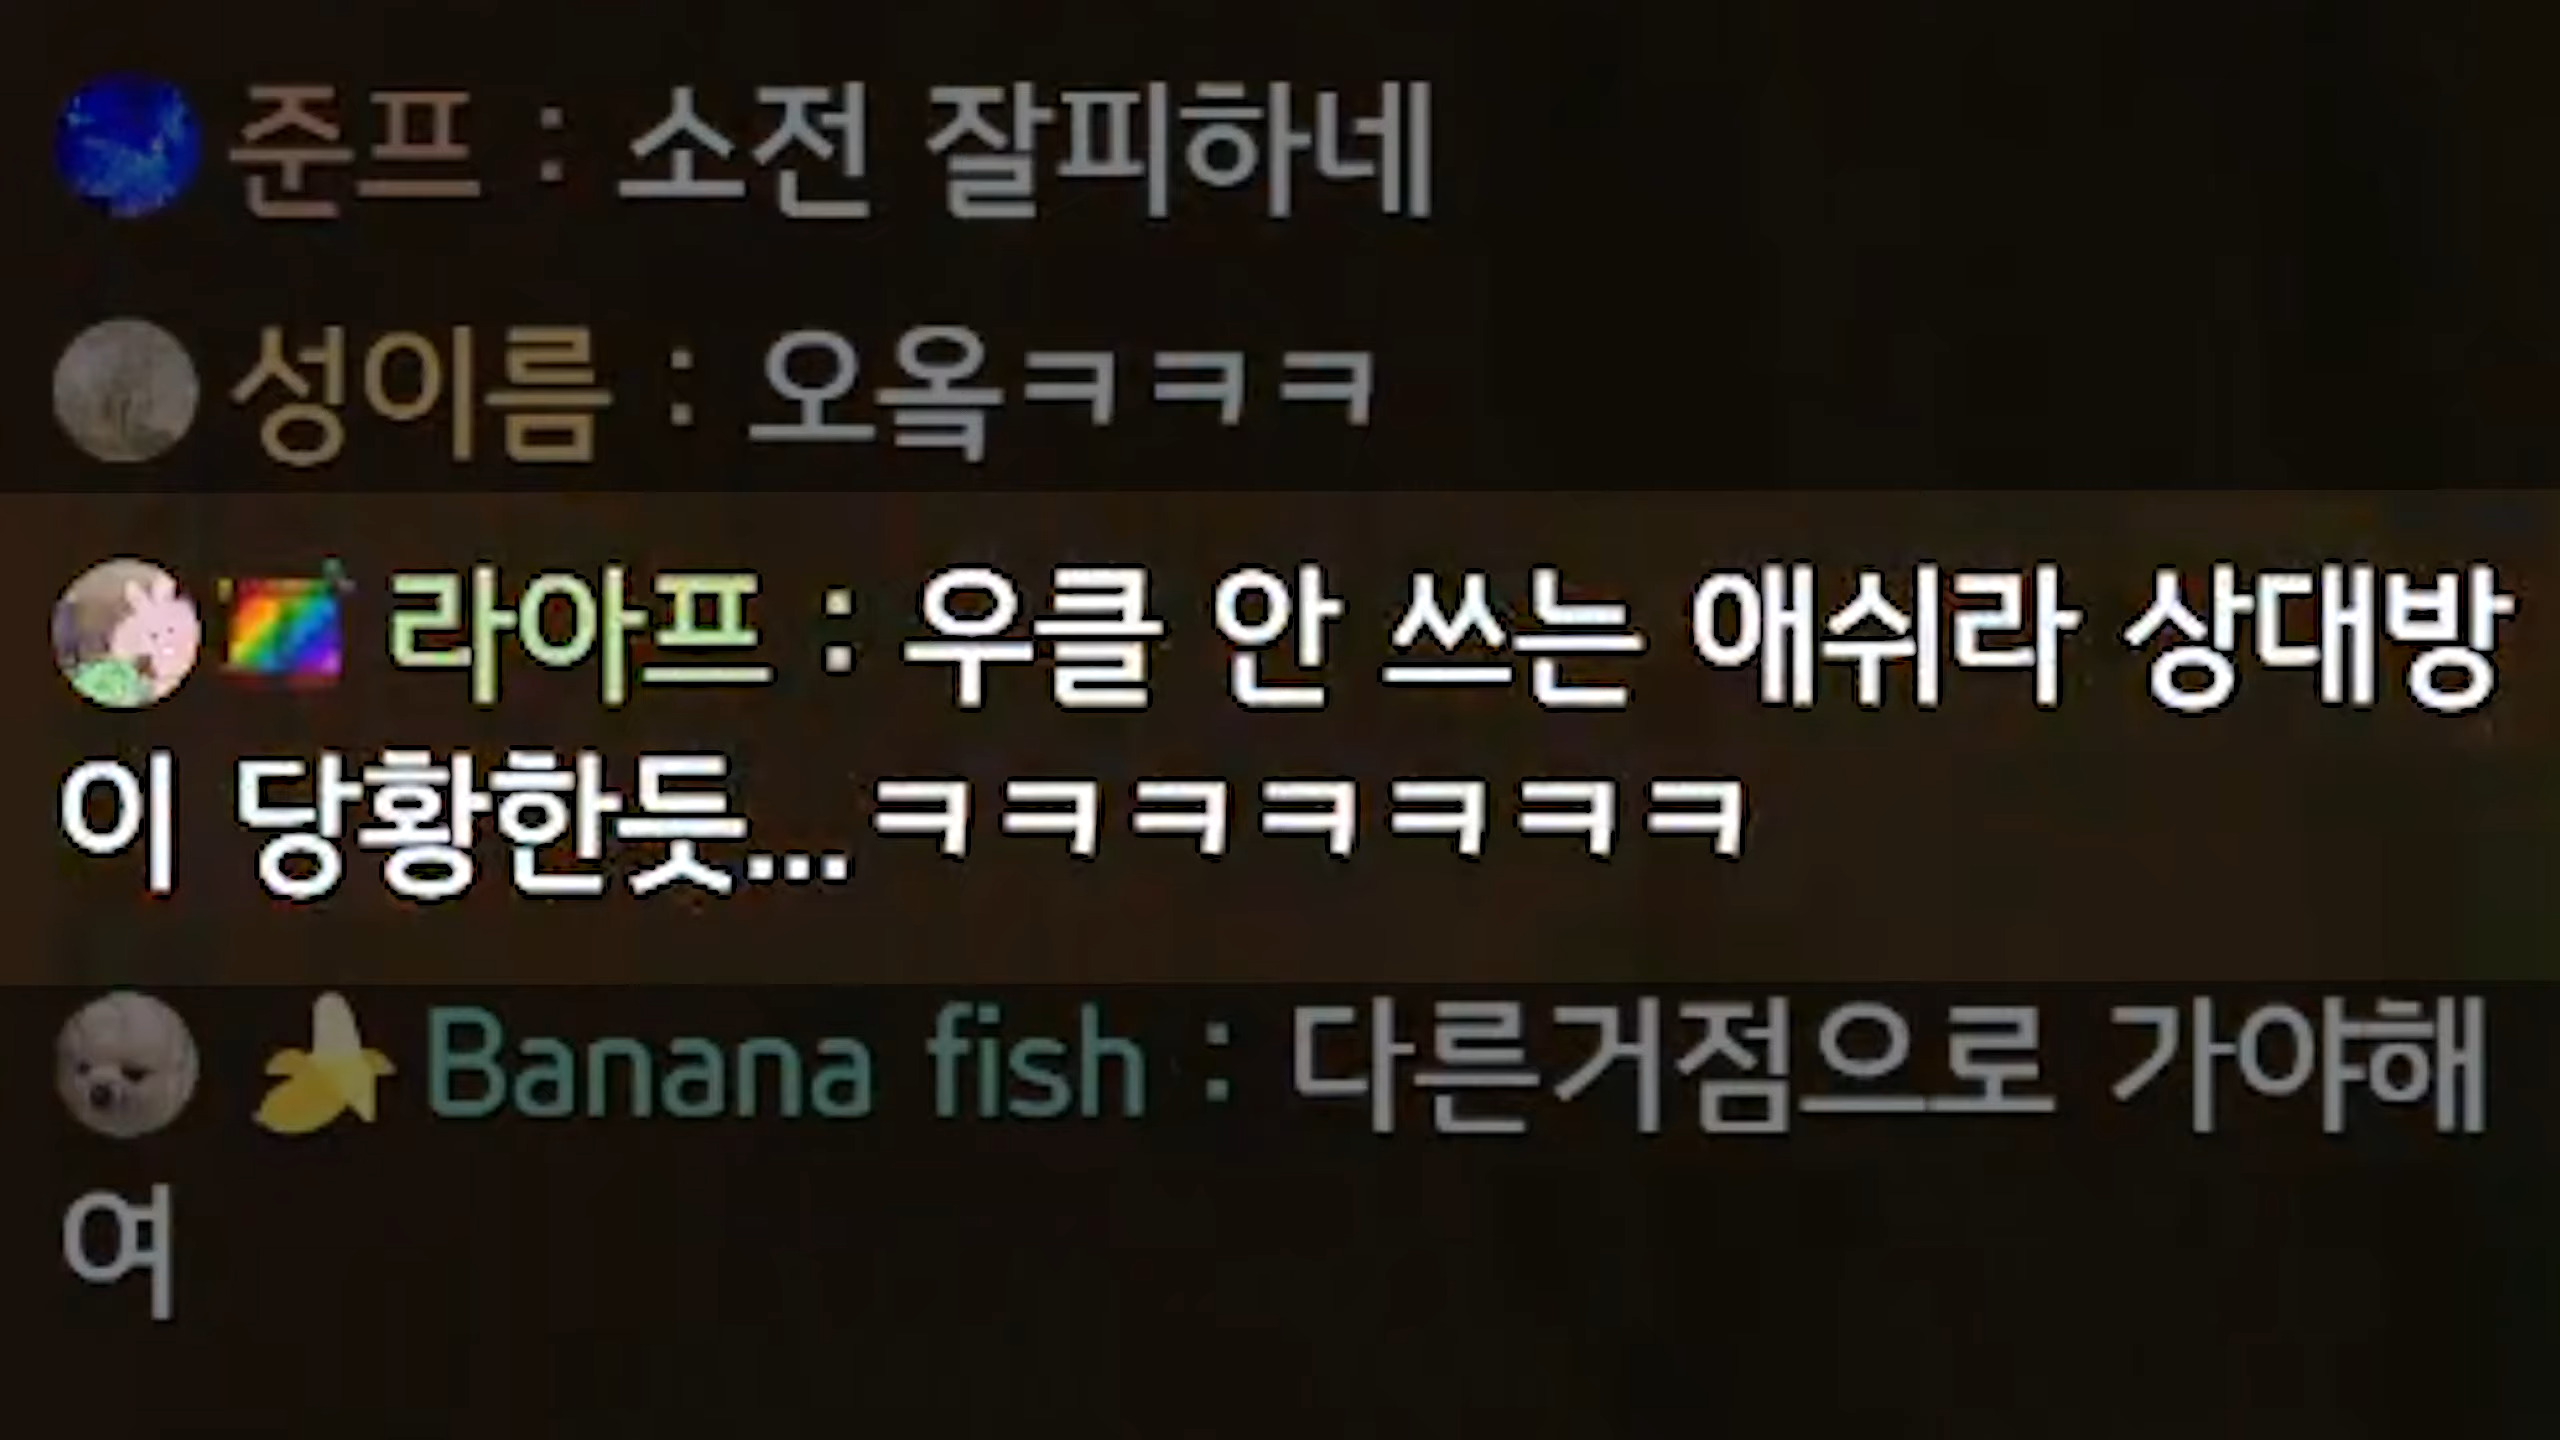 준프 : 소전 잘피하네
성이름 : 오옼ㅋㅋㅋ
라아프 : 우클 안 쓰는 애쉬라 상대방
이 당황한듯...ㅋㅋㅋㅋㅋㅋㅋ
Banana fish : 다른거점으로 가야해
여